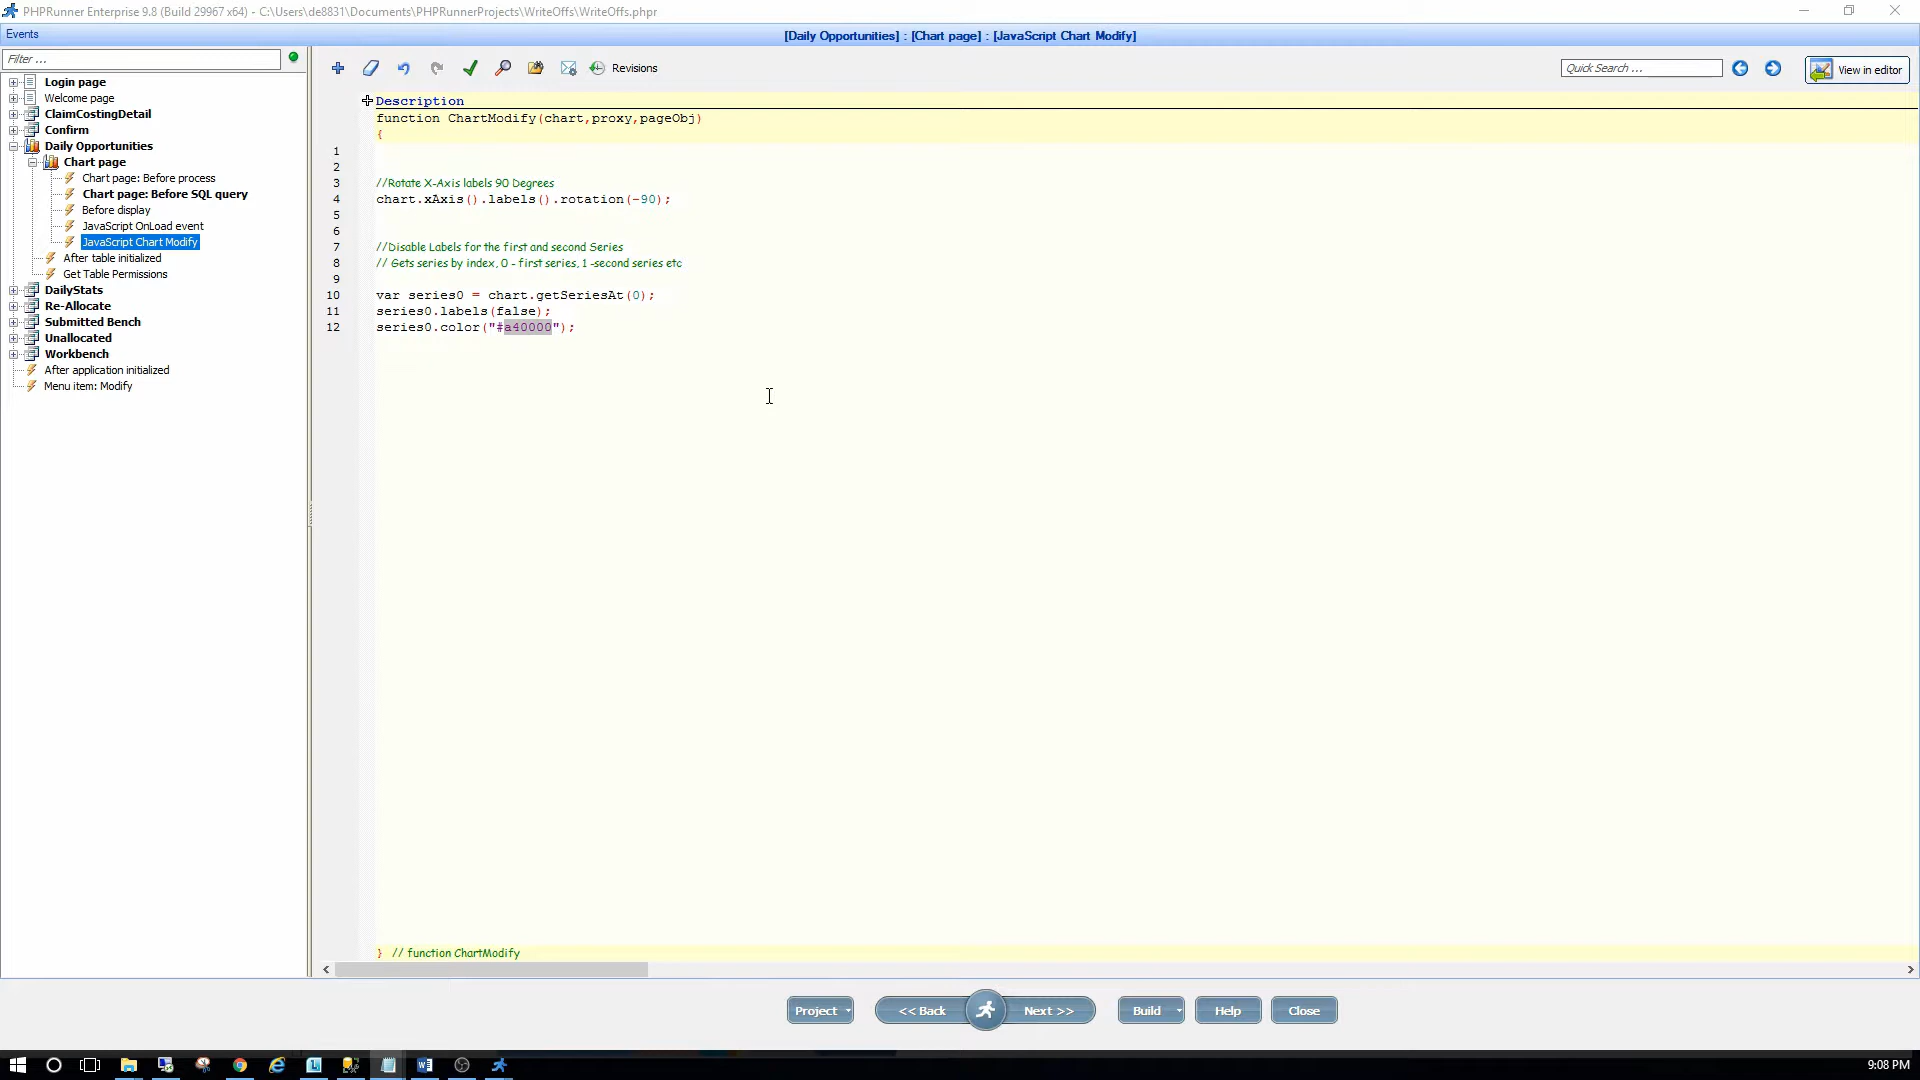 PHPRunner Enterprise 9.8 (Build 29967 x64) - C:\Users\de8831\Documents\PHPRunnerProjects\WriteOffs\WriteOffs.phpr
Events
[Daily Opportunities] : [Chart page] : [JavaScript Chart Modify]
Filter ...
Revisions
Quick Search ...
View in editor
Login page
Welcome page
ClaimCostingDetail
Confirm
Daily Opportunities
Chart page
Chart page: Before process
Chart page: Before SQL query
Before display
JavaScript OnLoad event
JavaScript Chart Modify
After table initialized
Get Table Permissions
DailyStats
Re-Allocate
Submitted Bench
Unallocated
Workbench
After application initialized
Menu item: Modify
Description
function ChartModify(chart,proxy,pageObj)
{
1
2
3 //Rotate X-Axis labels 90 Degrees
4 chart.xAxis().labels().rotation(-90);
5
6
7 //Disable Labels for the first and second Series
8 // Gets series by index, 0 - first series, 1 -second series etc
9
10 var series0 = chart.getSeriesAt(0);
11 series0.labels(false);
12 series0.color("#a40000");
} // function ChartModify
Project
<< Back
Next >>
Build
Help
Close
9:08 PM